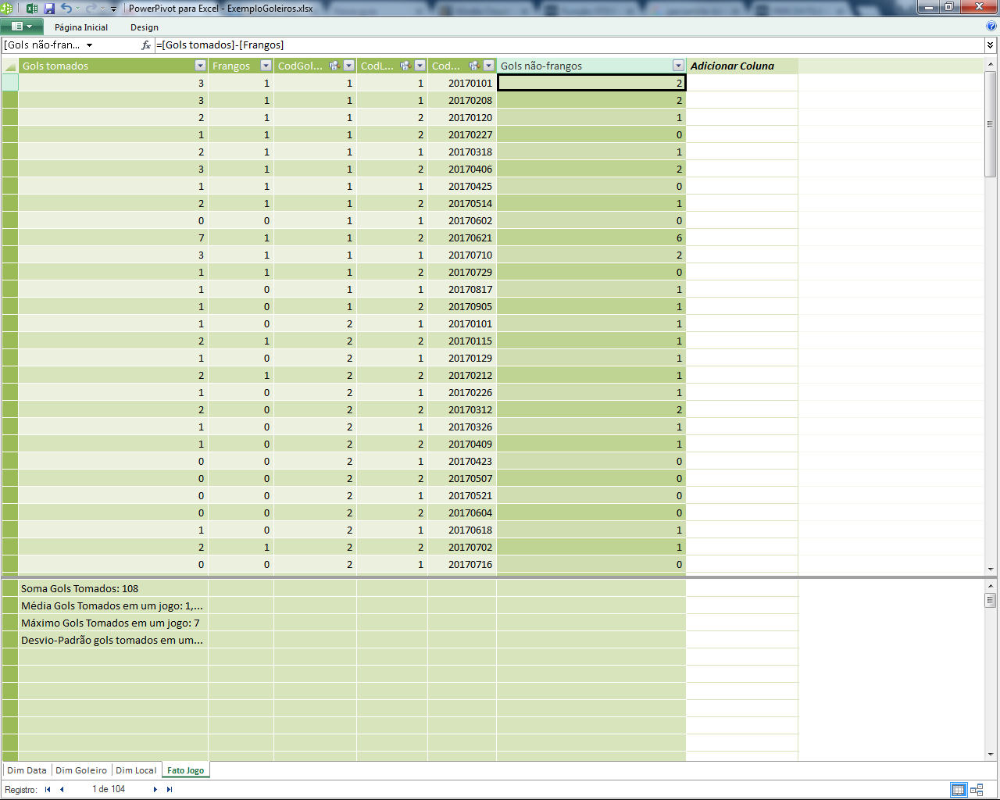 PowerPivot para Excel - ExemploGoleiros.xlsx
Página Inicial Design
[Gols não-fran... fx =[Gols tomados]-[Frangos]
Gols tomados Frangos CodGol... CodL... Cod... Gols não-frangos Adicionar Coluna
3 1 1 1 20170101 2
3 1 1 1 20170208 2
2 1 1 2 20170120 1
1 1 1 2 20170227 0
2 1 1 1 20170318 1
3 1 1 2 20170406 2
1 1 1 1 20170425 0
2 1 1 2 20170514 1
0 0 1 1 20170602 0
7 1 1 2 20170621 6
3 1 1 1 20170710 2
1 1 1 2 20170729 0
1 0 1 1 20170817 1
1 0 1 2 20170905 1
1 0 2 1 20170101 1
2 1 2 2 20170115 1
1 0 2 1 20170129 1
2 1 2 2 20170212 1
1 0 2 1 20170226 1
2 0 2 2 20170312 2
1 0 2 1 20170326 1
1 0 2 2 20170409 1
0 0 2 1 20170423 0
0 0 2 2 20170507 0
0 0 2 1 20170521 0
0 0 2 2 20170604 0
1 0 2 1 20170618 1
2 1 2 2 20170702 1
0 0 2 1 20170716 0
Soma Gols Tomados: 108
Média Gols Tomados em um jogo: 1,...
Máximo Gols Tomados em um jogo: 7
Desvio-Padrão gols tomados em um...
Dim Data Dim Goleiro Dim Local Fato Jogo
Registro: 1 de 104